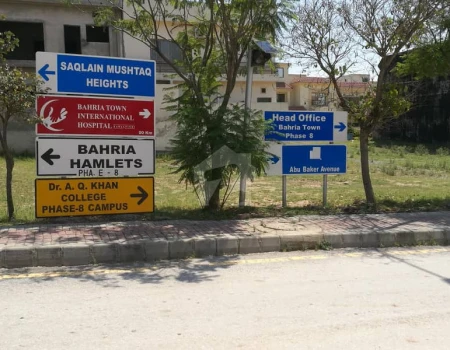 SAQLAIN MUSHTAQ
HEIGHTS
BAHRIA TOWN
INTERNATIONAL
HOSPITAL
BAHRIA
HAMLETS
PHA E - 8
Dr. A. Q. KHAN
COLLEGE
PHASE-8 CAMPUS
Head Office
Bahria Town
Phase 8
Abu Baker Avenue